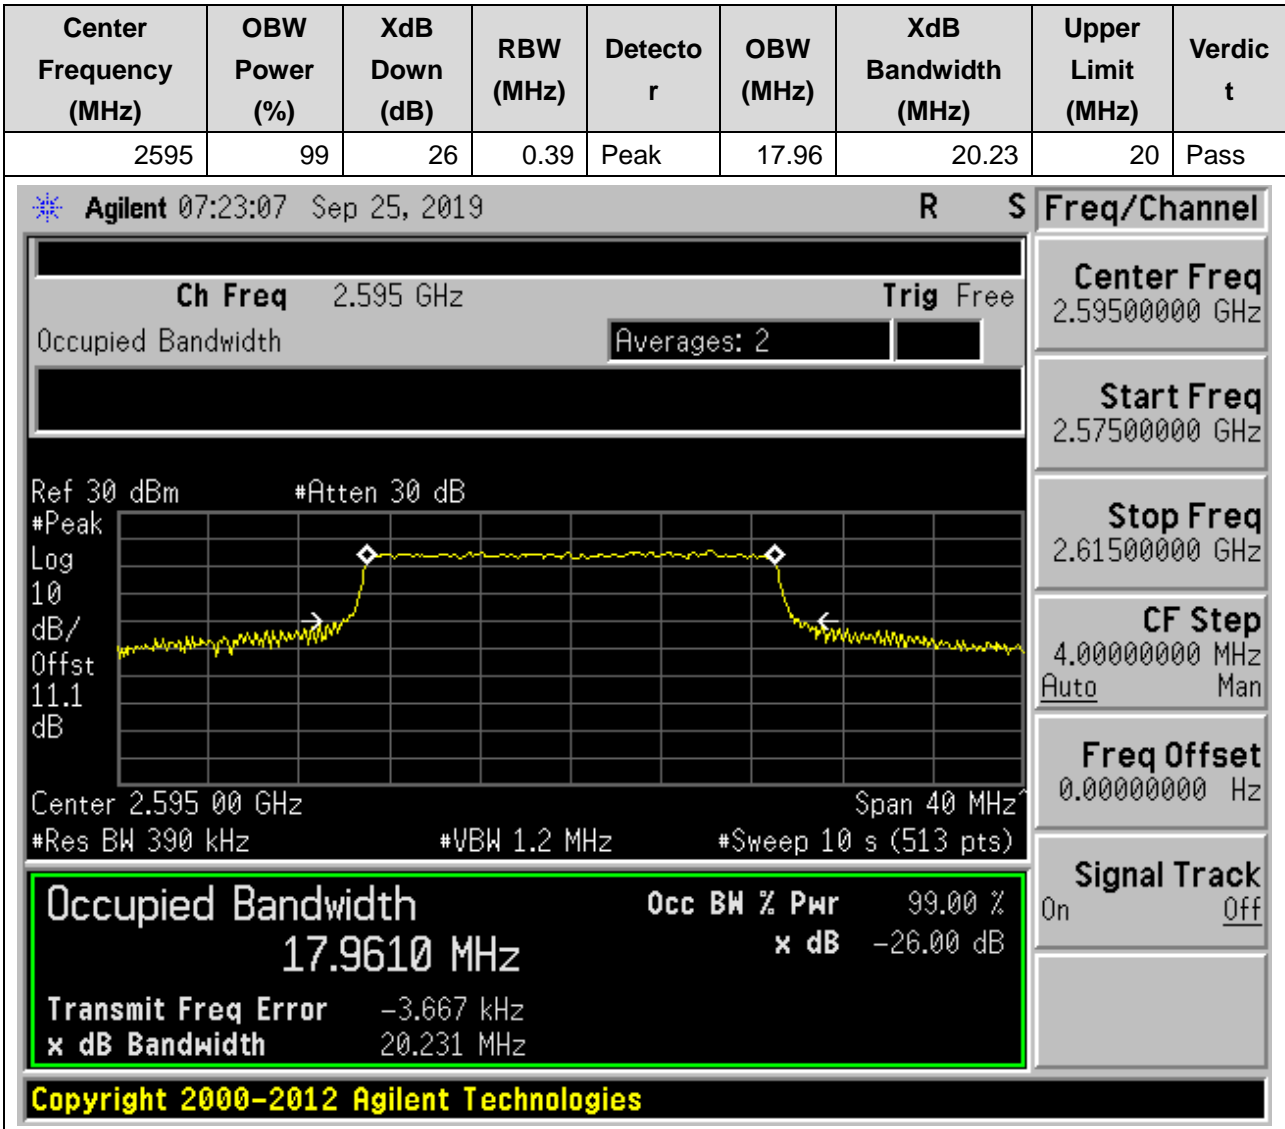 Center Frequency (MHz) OBW Power (%) XdB Down (dB) RBW (MHz) Detecto r OBW (MHz) XdB Bandwidth (MHz) Upper Limit (MHz) Verdic t
2595 99 26 0.39 Peak 17.96 20.23 20 Pass
Agilent 07:23:07 Sep 25, 2019 R S
Ch Freq 2.595 GHz Trig Free
Occupied Bandwidth Averages: 2
Ref 30 dBm #Atten 30 dB
#Peak
Log
10
dB/
Offst
11.1
dB
Center 2.595 00 GHz Span 40 MHz^
#Res BW 390 kHz #VBW 1.2 MHz #Sweep 10 s (513 pts)
Occupied Bandwidth Occ BW % Pwr 99.00 %
17.9610 MHz x dB -26.00 dB
Transmit Freq Error -3.667 kHz
x dB Bandwidth 20.231 MHz
Copyright 2000-2012 Agilent Technologies
Freq/Channel
Center Freq
2.59500000 GHz
Start Freq
2.57500000 GHz
Stop Freq
2.61500000 GHz
CF Step
4.00000000 MHz
Auto Man
Freq Offset
0.00000000 Hz
Signal Track
On Off